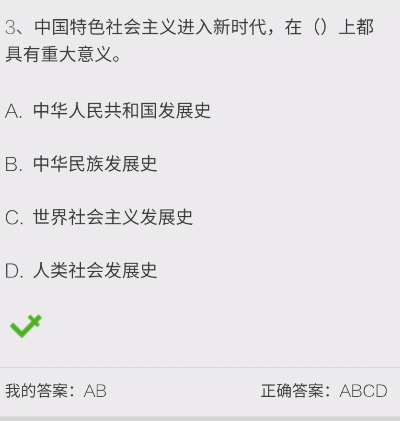 3、中国特色社会主义进入新时代，在（）上都
具有重大意义。
A. 中华人民共和国发展史
B. 中华民族发展史
C. 世界社会主义发展史
D. 人类社会发展史
我的答案：AB 正确答案：ABCD